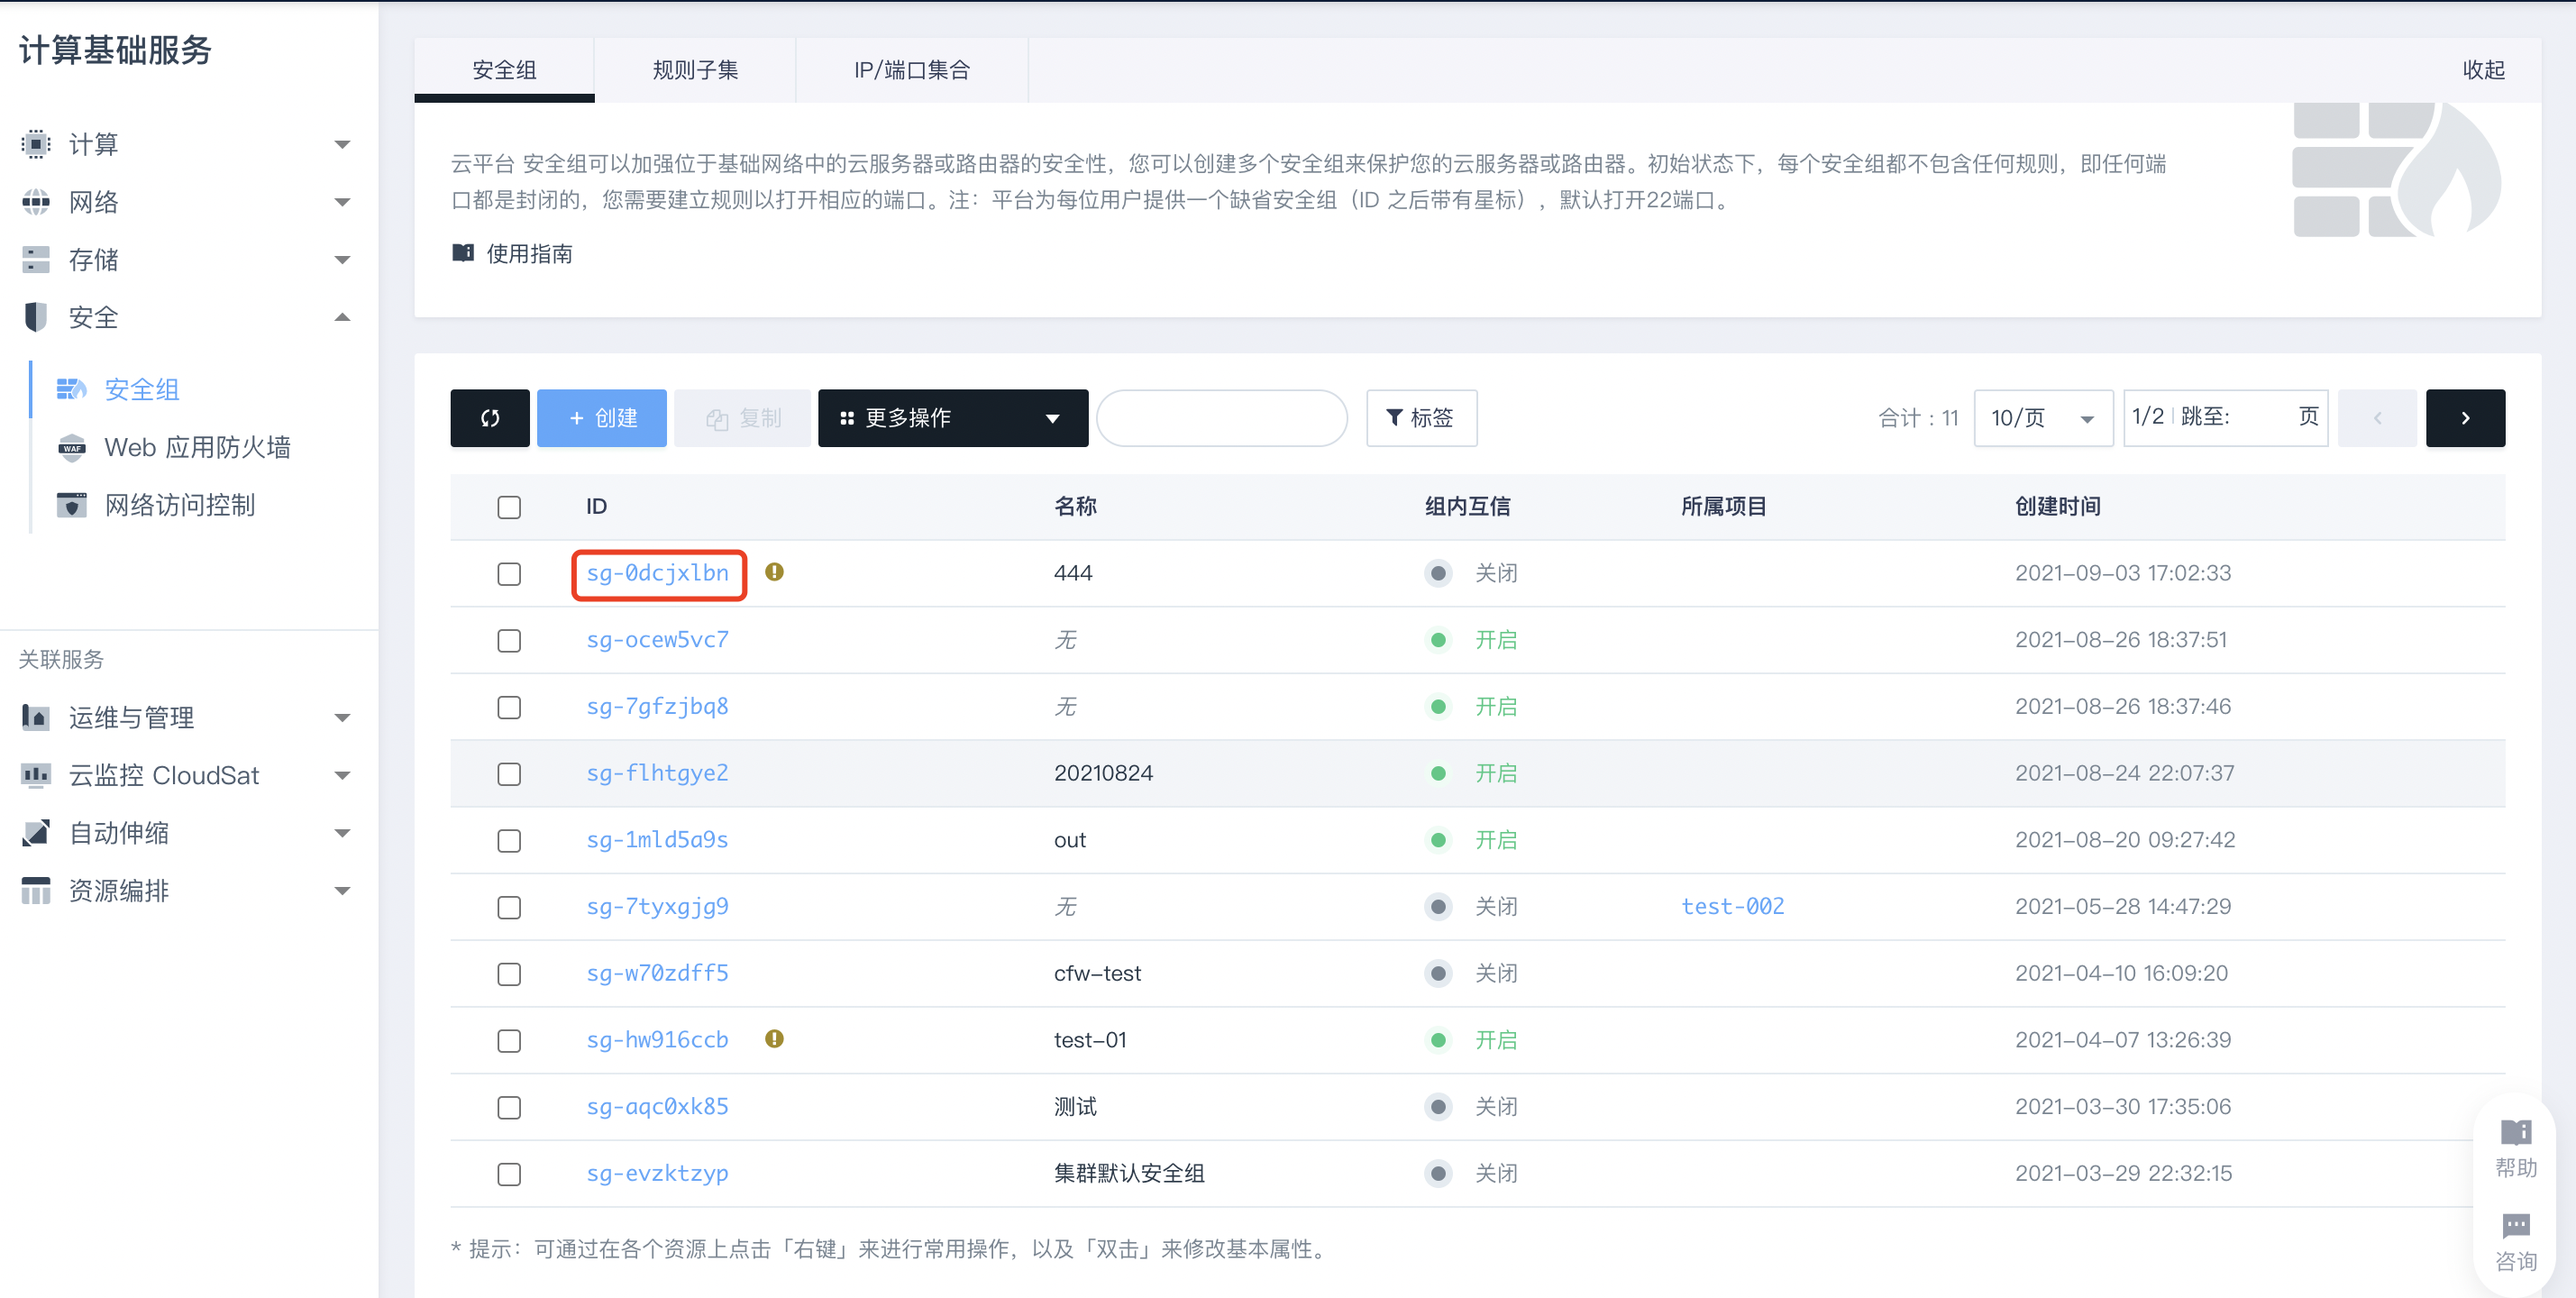 计算基础服务
计算
网络
存储
安全
安全组
WAF
Web 应用防火墙
网络访问控制
关联服务
运维与管理
云监控 CloudSat
自动伸缩
资源编排
安全组 规则子集 IP/端口集合 收起
云平台 安全组可以加强位于基础网络中的云服务器或路由器的安全性，您可以创建多个安全组来保护您的云服务器或路由器。初始状态下，每个安全组都不包含任何规则，即任何端
口都是封闭的，您需要建立规则以打开相应的端口。注：平台为每位用户提供一个缺省安全组（ID 之后带有星标），默认打开22端口。
使用指南
+ 创建 复制 更多操作 标签 合计：11 10/页 1/2 跳至: 页
ID 名称 组内互信 所属项目 创建时间
sg-0dcjxlbn 444 关闭 2021-09-03 17:02:33
sg-ocew5vc7 无 开启 2021-08-26 18:37:51
sg-7gfzjbq8 无 开启 2021-08-26 18:37:46
sg-flhtgye2 20210824 开启 2021-08-24 22:07:37
sg-1mld5a9s out 开启 2021-08-20 09:27:42
sg-7tyxgjg9 无 关闭 test-002 2021-05-28 14:47:29
sg-w70zdff5 cfw-test 关闭 2021-04-10 16:09:20
sg-hw916ccb test-01 开启 2021-04-07 13:26:39
sg-aqc0xk85 测试 关闭 2021-03-30 17:35:06
sg-evzktzyp 集群默认安全组 关闭 2021-03-29 22:32:15
* 提示：可通过在各个资源上点击「右键」来进行常用操作，以及「双击」来修改基本属性。
帮助
咨询